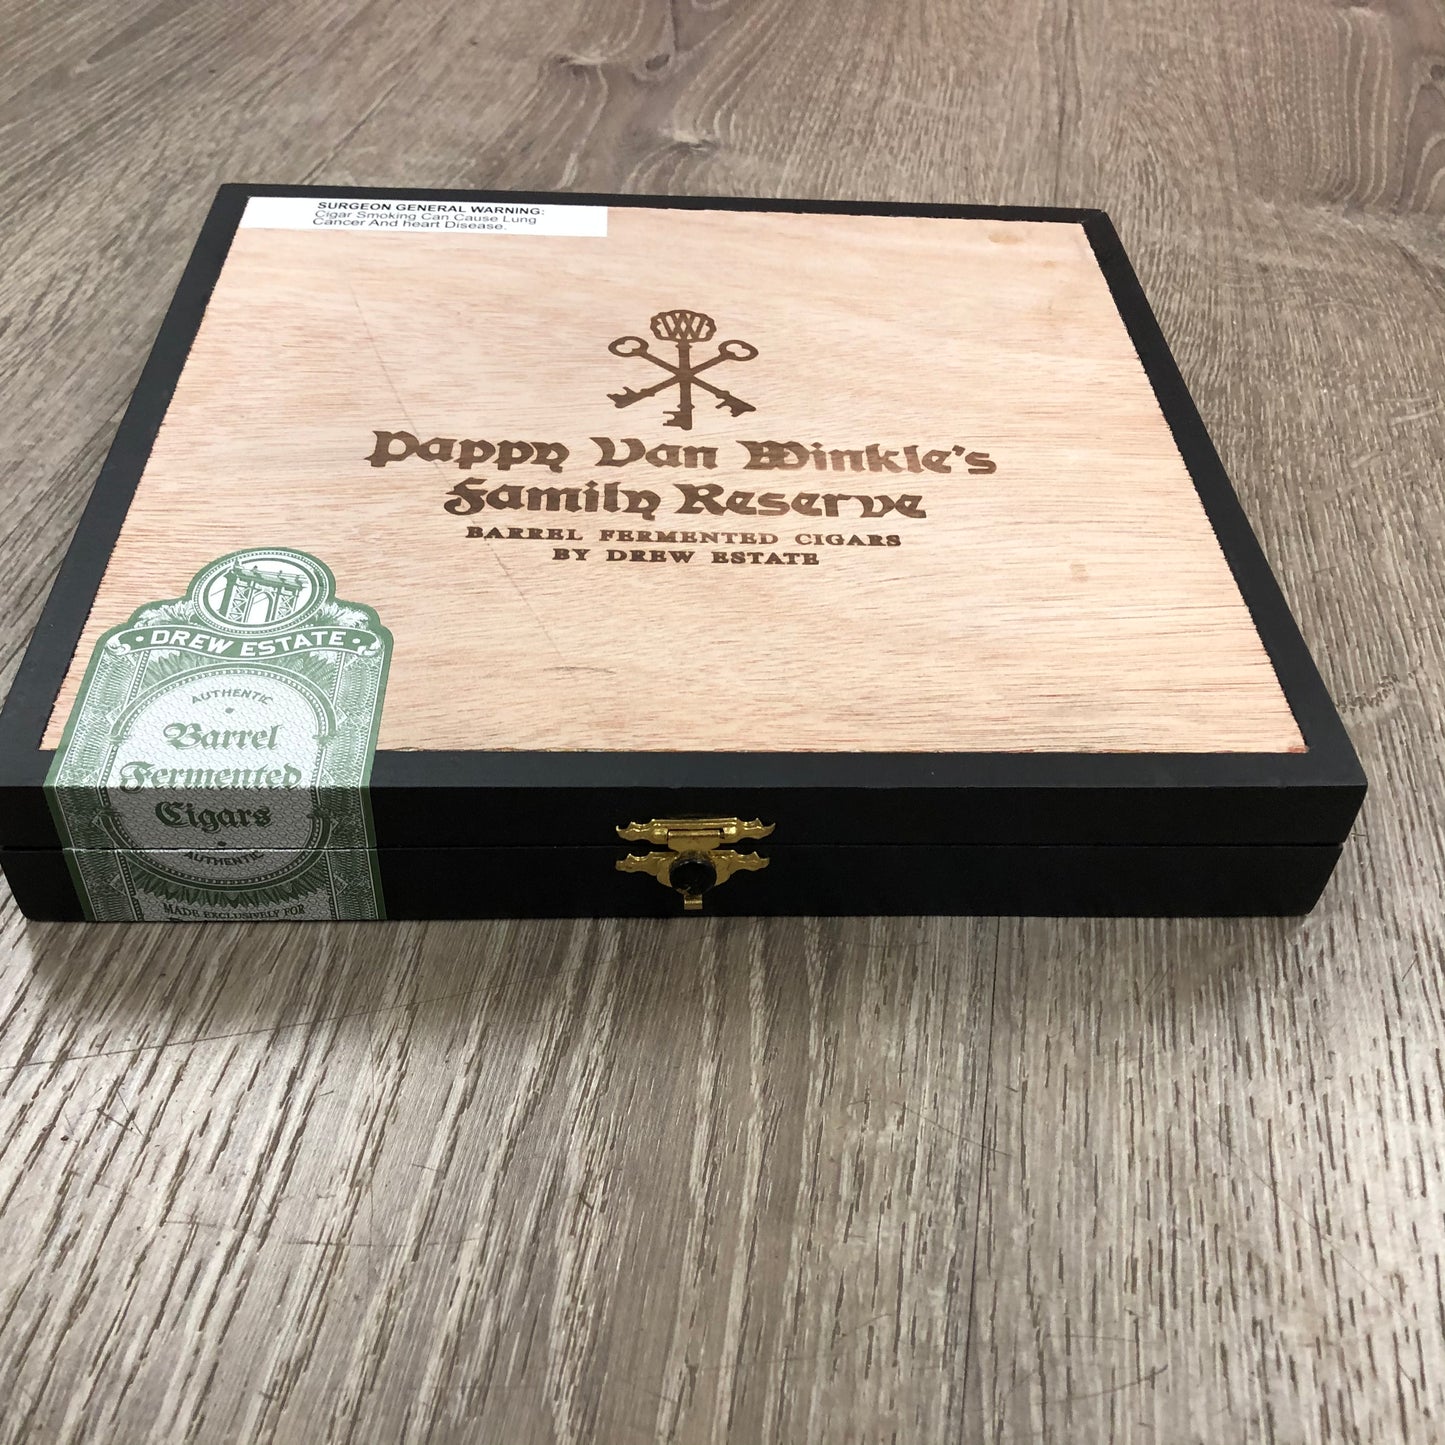 SURGEON GENERAL WARNING:
Cigar Smoking Can Cause Lung
Cancer And heart Disease.
Pappy Van Winkle's
Family Reserve
BARREL FERMENTED CIGARS
BY DREW ESTATE
• DREW ESTATE •
AUTHENTIC
Barrel
Fermented
Cigars
AUTHENTIC
MADE EXCLUSIVELY FOR